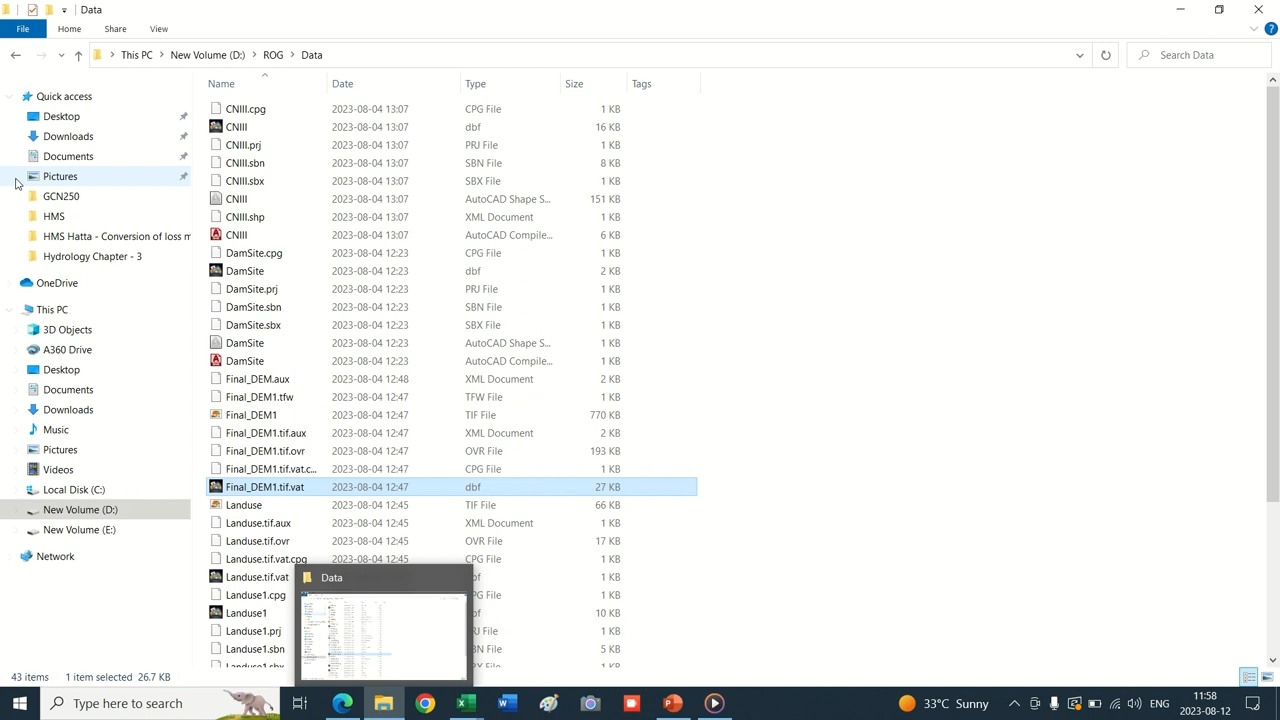 Data
File Home Share View
This PC New Volume (D:) ROG Data Search Data
Name Date Type Size Tags
Quick access
Desktop
Downloads
Documents
Pictures
GCN250
HMS
HMS Hatta - Conversion of loss m
Hydrology Chapter - 3
OneDrive
This PC
3D Objects
A360 Drive
Desktop
Documents
Downloads
Music
Pictures
Videos
Local Disk (C:)
New Volume (D:)
New Volume (E:)
Network
CNIII.cpg 2023-08-04 13:07 CPG File 1 KB
CNIII 2023-08-04 13:07 dbf 16 KB
CNIII.prj 2023-08-04 13:07 PRJ File 1 KB
CNIII.sbn 2023-08-04 13:07 SBN File 8 KB
CNIII.sbx 2023-08-04 13:07 SBX File 1 KB
CNIII 2023-08-04 13:07 AutoCAD Shape S... 151 KB
CNIII.shp 2023-08-04 13:07 XML Document 1 KB
CNIII 2023-08-04 13:07 AutoCAD Compile... 6 KB
DamSite.cpg 2023-08-04 12:23 CPG File 1 KB
DamSite 2023-08-04 12:23 dbf 2 KB
DamSite.prj 2023-08-04 12:23 PRJ File 1 KB
DamSite.sbn 2023-08-04 12:23 SBN File 1 KB
DamSite.sbx 2023-08-04 12:23 SBX File 1 KB
DamSite 2023-08-04 12:23 AutoCAD Shape S... 1 KB
DamSite 2023-08-04 12:23 AutoCAD Compile... 1 KB
Final_DEM.aux 2023-08-04 12:48 XML Document 2 KB
Final_DEM1.tfw 2023-08-04 12:47 TFW File 1 KB
Final_DEM1 2023-08-04 12:47 TIF File 770 KB
Final_DEM1.tif.aux 2023-08-04 12:47 XML Document 2 KB
Final_DEM1.tif.ovr 2023-08-04 12:47 OVR File 193 KB
Final_DEM1.tif.vat.c... 2023-08-04 12:47 CPG File 1 KB
Final_DEM1.tif.vat 2023-08-04 12:47 dbf 27 KB
Landuse 2023-08-04 12:45 TIF File 66 KB
Landuse.tif.aux 2023-08-04 12:45 XML Document 1 KB
Landuse.tif.ovr 2023-08-04 12:45 OVR File 17 KB
Landuse.tif.vat.cpg 2023-08-04 12:45 CPG File 1 KB
Landuse.tif.vat 1 KB
Landuse1.cpg File 1 KB
Landuse1
Data
43 items 26.7 KB
Type here to search
33°C Sunny ENG 11:58
2023-08-12